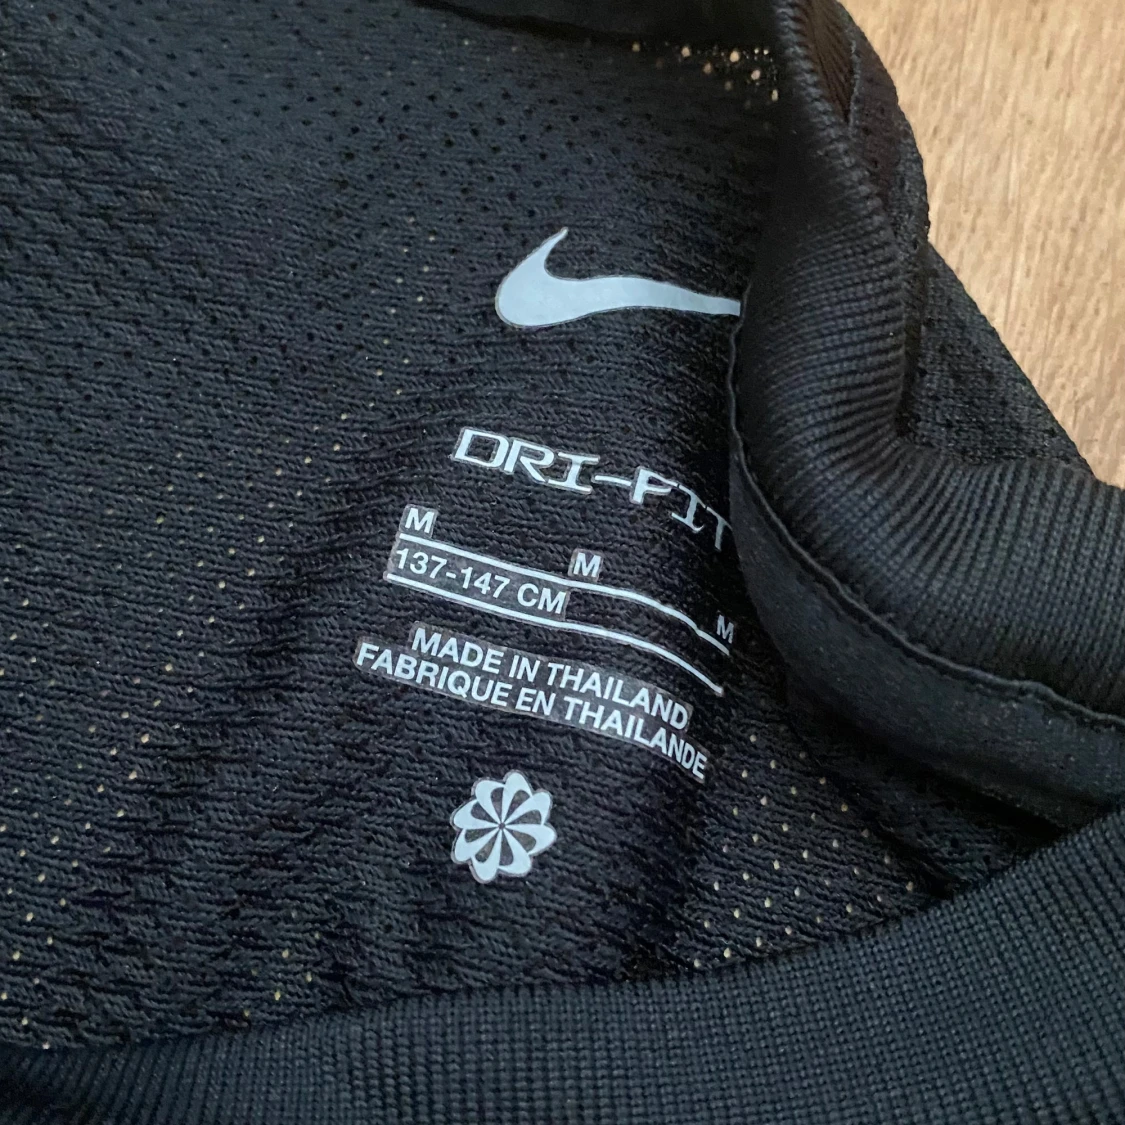 DRI-FIT
M M M
137-147 CM
MADE IN THAILAND
FABRIQUE EN THAILANDE